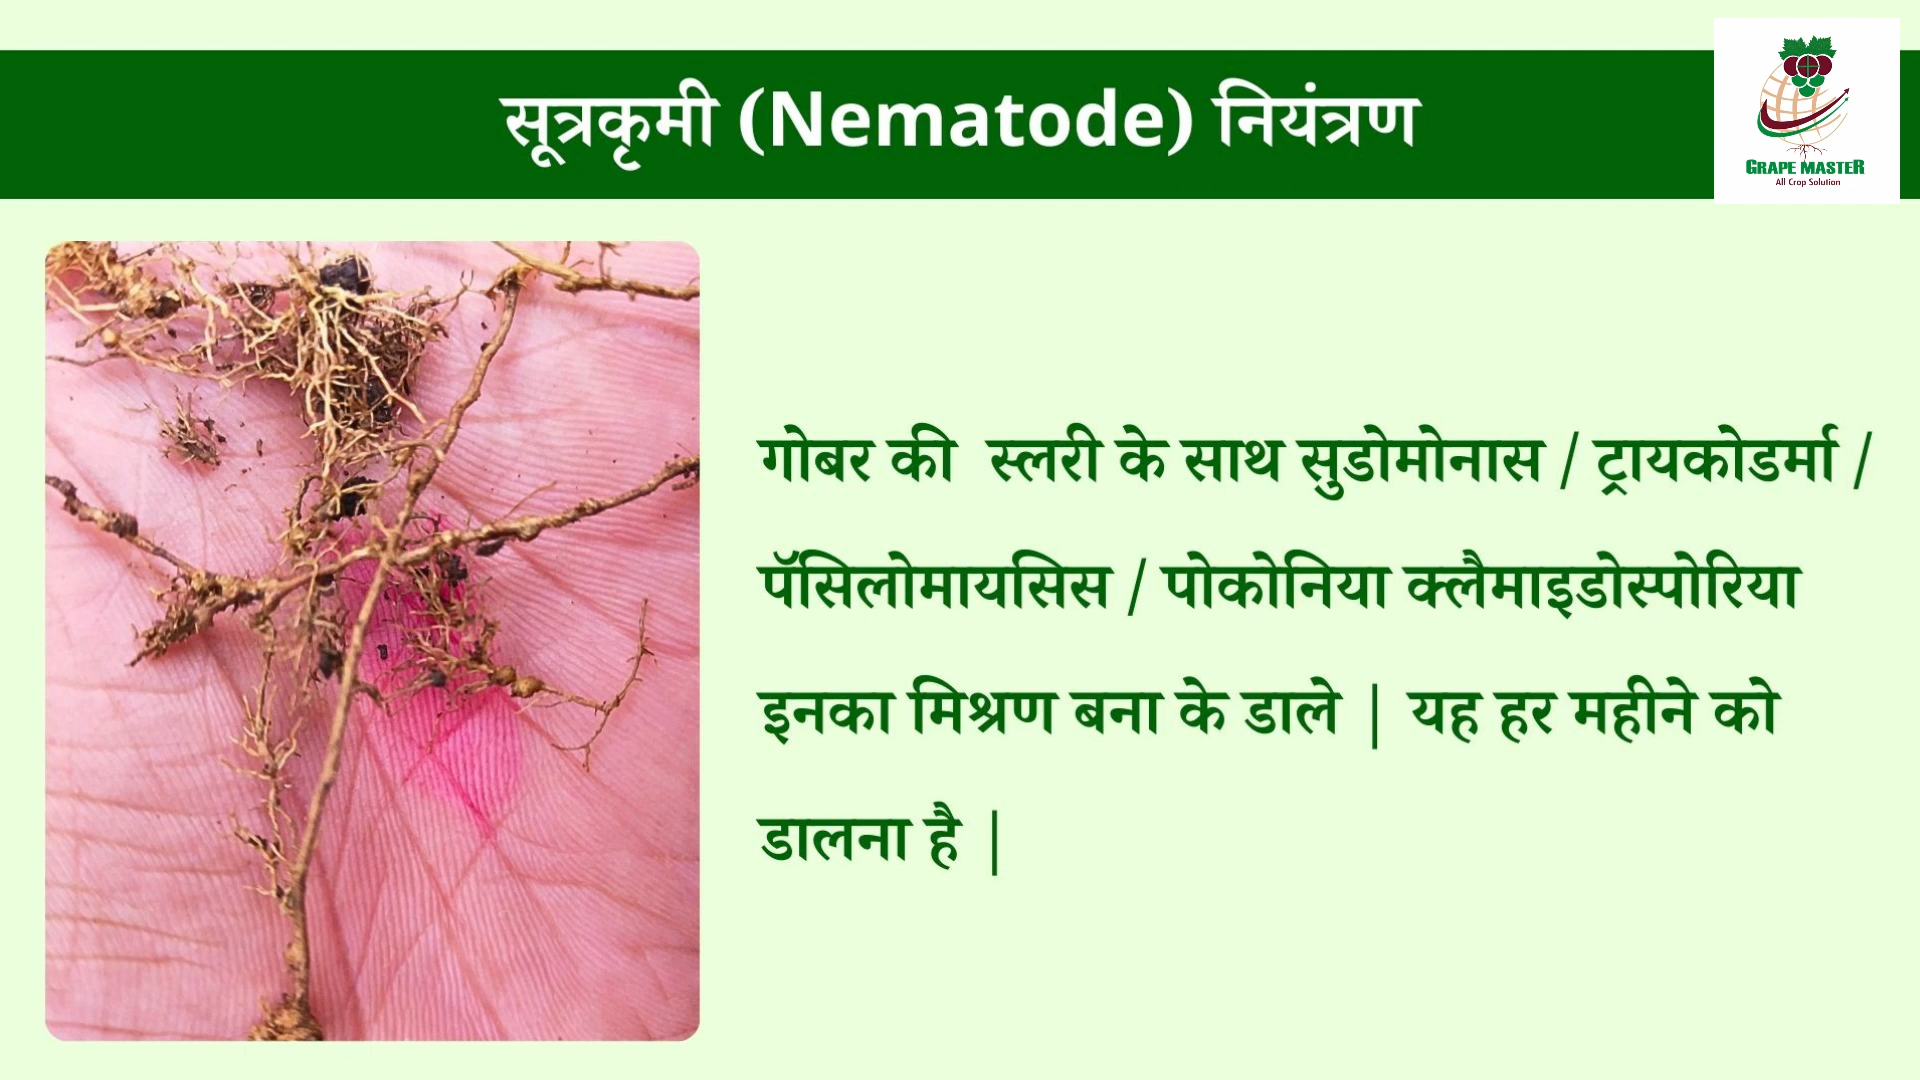 सूत्रकृमी (Nematode) नियंत्रण
GRAPE MASTER
All Crop Solution
गोबर की स्लरी के साथ सुडोमोनास / ट्रायकोडर्मा /
पॅसिलोमायसिस / पोकोनिया क्लैमाइडोस्पोरिया
इनका मिश्रण बना के डाले | यह हर महीने को
डालना है |